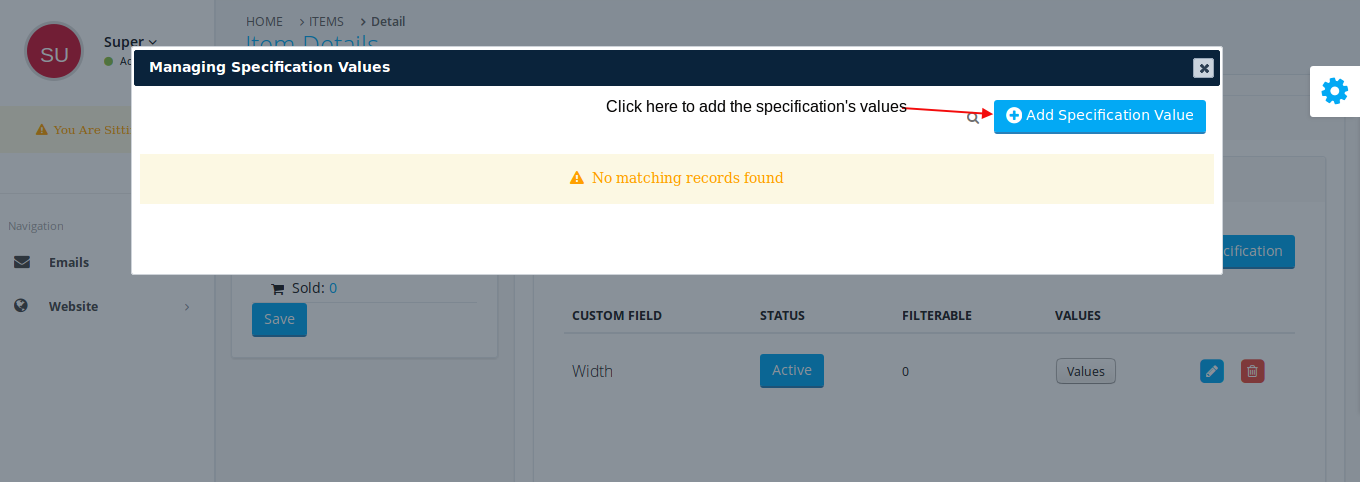 HOME > ITEMS > Detail
Item Details
SU
Super
Managing Specification Values
Click here to add the specification's values
Add Specification Value
You Are Sitti
No matching records found
Navigation
Emails
Website
cification
Sold: 0
Save
CUSTOM FIELD STATUS FILTERABLE VALUES
Width Active 0 Values